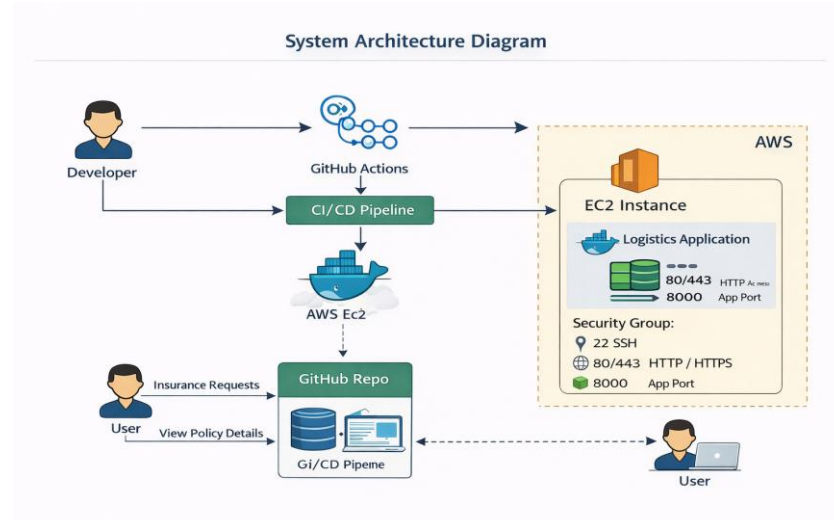 System Architecture Diagram
AWS
Developer
GitHub Actions
CI/CD Pipeline
EC2 Instance
Logistics Application
80/443 HTTP
8000 App Port
AWS Ec2
Security Group:
22 SSH
80/443 HTTP / HTTPS
8000 App Port
GitHub Repo
Insurance Requests
User
View Policy Details
Gi/CD Pipeme
User